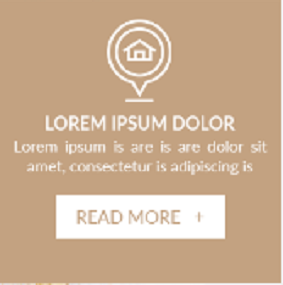 LOREM IPSUM DOLOR
Lorem ipsum is are is are dolor sit
amet, consectetur is adipiscing is
READ MORE +